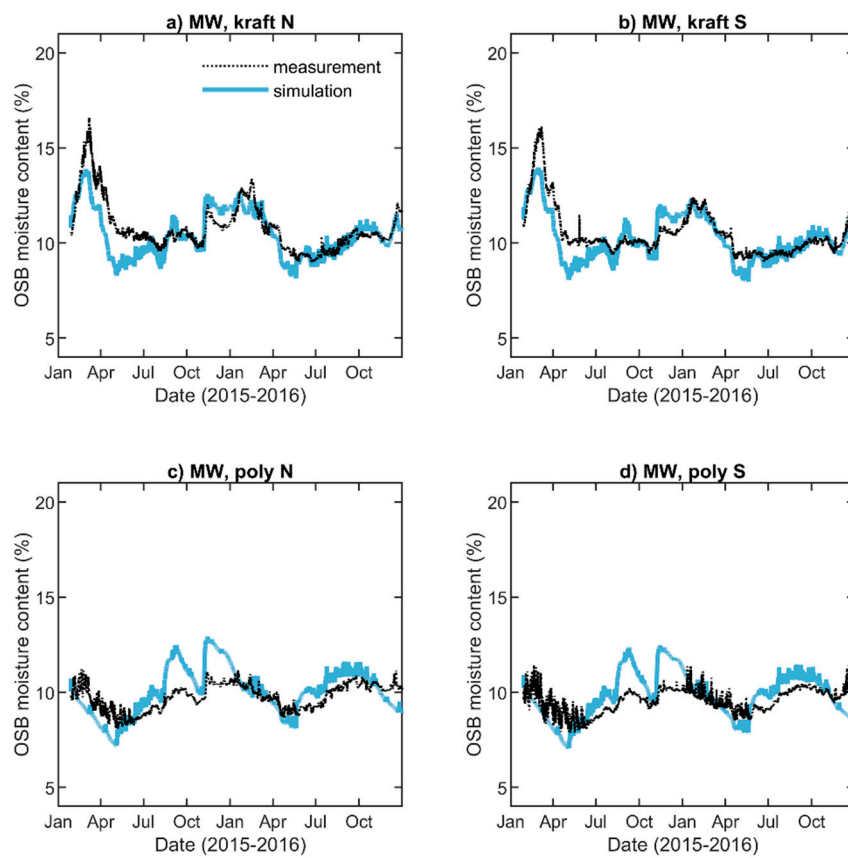 a) MW, kraft N
OSB moisture content (%)
20
15
10
5
measurement
simulation
Jan Apr Jul Oct Jan Apr Jul Oct
Date (2015-2016)
b) MW, kraft S
OSB moisture content (%)
20
15
10
5
Jan Apr Jul Oct Jan Apr Jul Oct
Date (2015-2016)
c) MW, poly N
OSB moisture content (%)
20
15
10
5
Jan Apr Jul Oct Jan Apr Jul Oct
Date (2015-2016)
d) MW, poly S
OSB moisture content (%)
20
15
10
5
Jan Apr Jul Oct Jan Apr Jul Oct
Date (2015-2016)